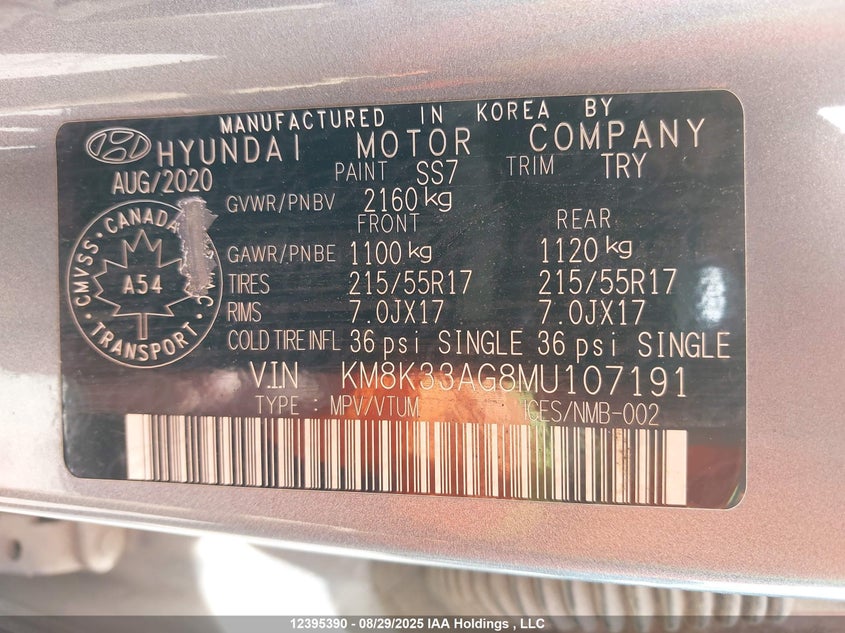 MANUFACTURED IN KOREA BY
HYUNDAI MOTOR COMPANY
AUG/2020 PAINT SS7 TRIM TRY
GVWR/PNBV 2160 kg
FRONT REAR
GAWR/PNBE 1100 kg 1120 kg
TIRES 215/55R17 215/55R17
RIMS 7.0JX17 7.0JX17
COLD TIRE INFL 36 psi SINGLE 36 psi SINGLE
V.I.N KM8K33AG8MU107191
TYPE : MPV/VTUM ICES/NMB-002
CMVSS · CANADA
A54
TRANSPORT
12395390 - 08/29/2025 IAA Holdings , LLC